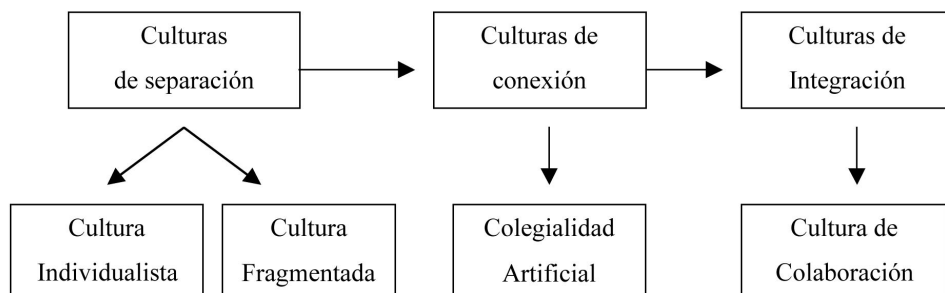 Culturas
de separación
Culturas de
conexión
Culturas de
Integración
Cultura
Individualista
Cultura
Fragmentada
Colegialidad
Artificial
Cultura de
Colaboración